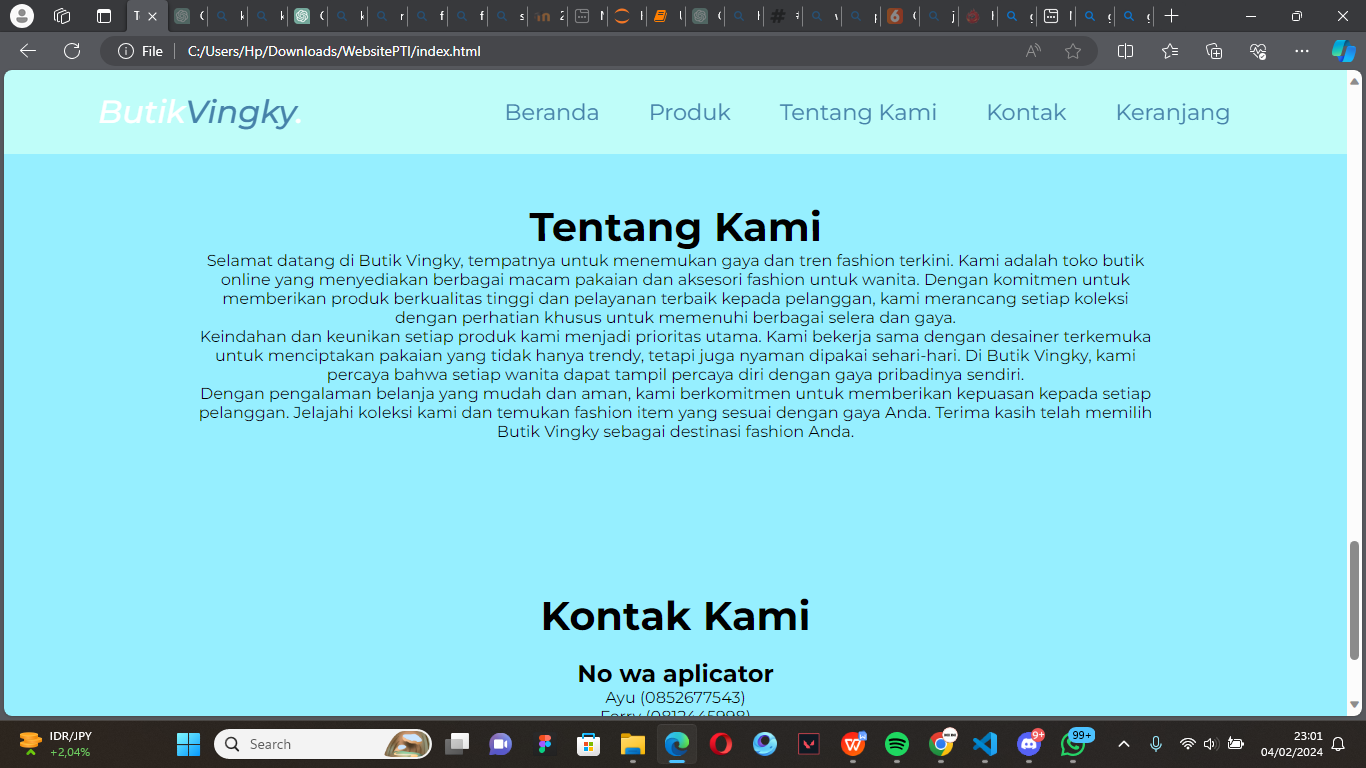 File
C:/Users/Hp/Downloads/WebsitePTI/index.html
ButikVingky.
Beranda
Produk
Tentang Kami
Kontak
Keranjang
Tentang Kami
Selamat datang di Butik Vingky, tempatnya untuk menemukan gaya dan tren fashion terkini. Kami adalah toko butik
online yang menyediakan berbagai macam pakaian dan aksesori fashion untuk wanita. Dengan komitmen untuk
memberikan produk berkualitas tinggi dan pelayanan terbaik kepada pelanggan, kami merancang setiap koleksi
dengan perhatian khusus untuk memenuhi berbagai selera dan gaya.
Keindahan dan keunikan setiap produk kami menjadi prioritas utama. Kami bekerja sama dengan desainer terkemuka
untuk menciptakan pakaian yang tidak hanya trendy, tetapi juga nyaman dipakai sehari-hari. Di Butik Vingky, kami
percaya bahwa setiap wanita dapat tampil percaya diri dengan gaya pribadinya sendiri.
Dengan pengalaman belanja yang mudah dan aman, kami berkomitmen untuk memberikan kepuasan kepada setiap
pelanggan. Jelajahi koleksi kami dan temukan fashion item yang sesuai dengan gaya Anda. Terima kasih telah memilih
Butik Vingky sebagai destinasi fashion Anda.
Kontak Kami
No wa aplicator
Ayu (0852677543)
Ferry (0812445998)
IDR/JPY
+2,04%
Search
9+
99+
23:01
04/02/2024